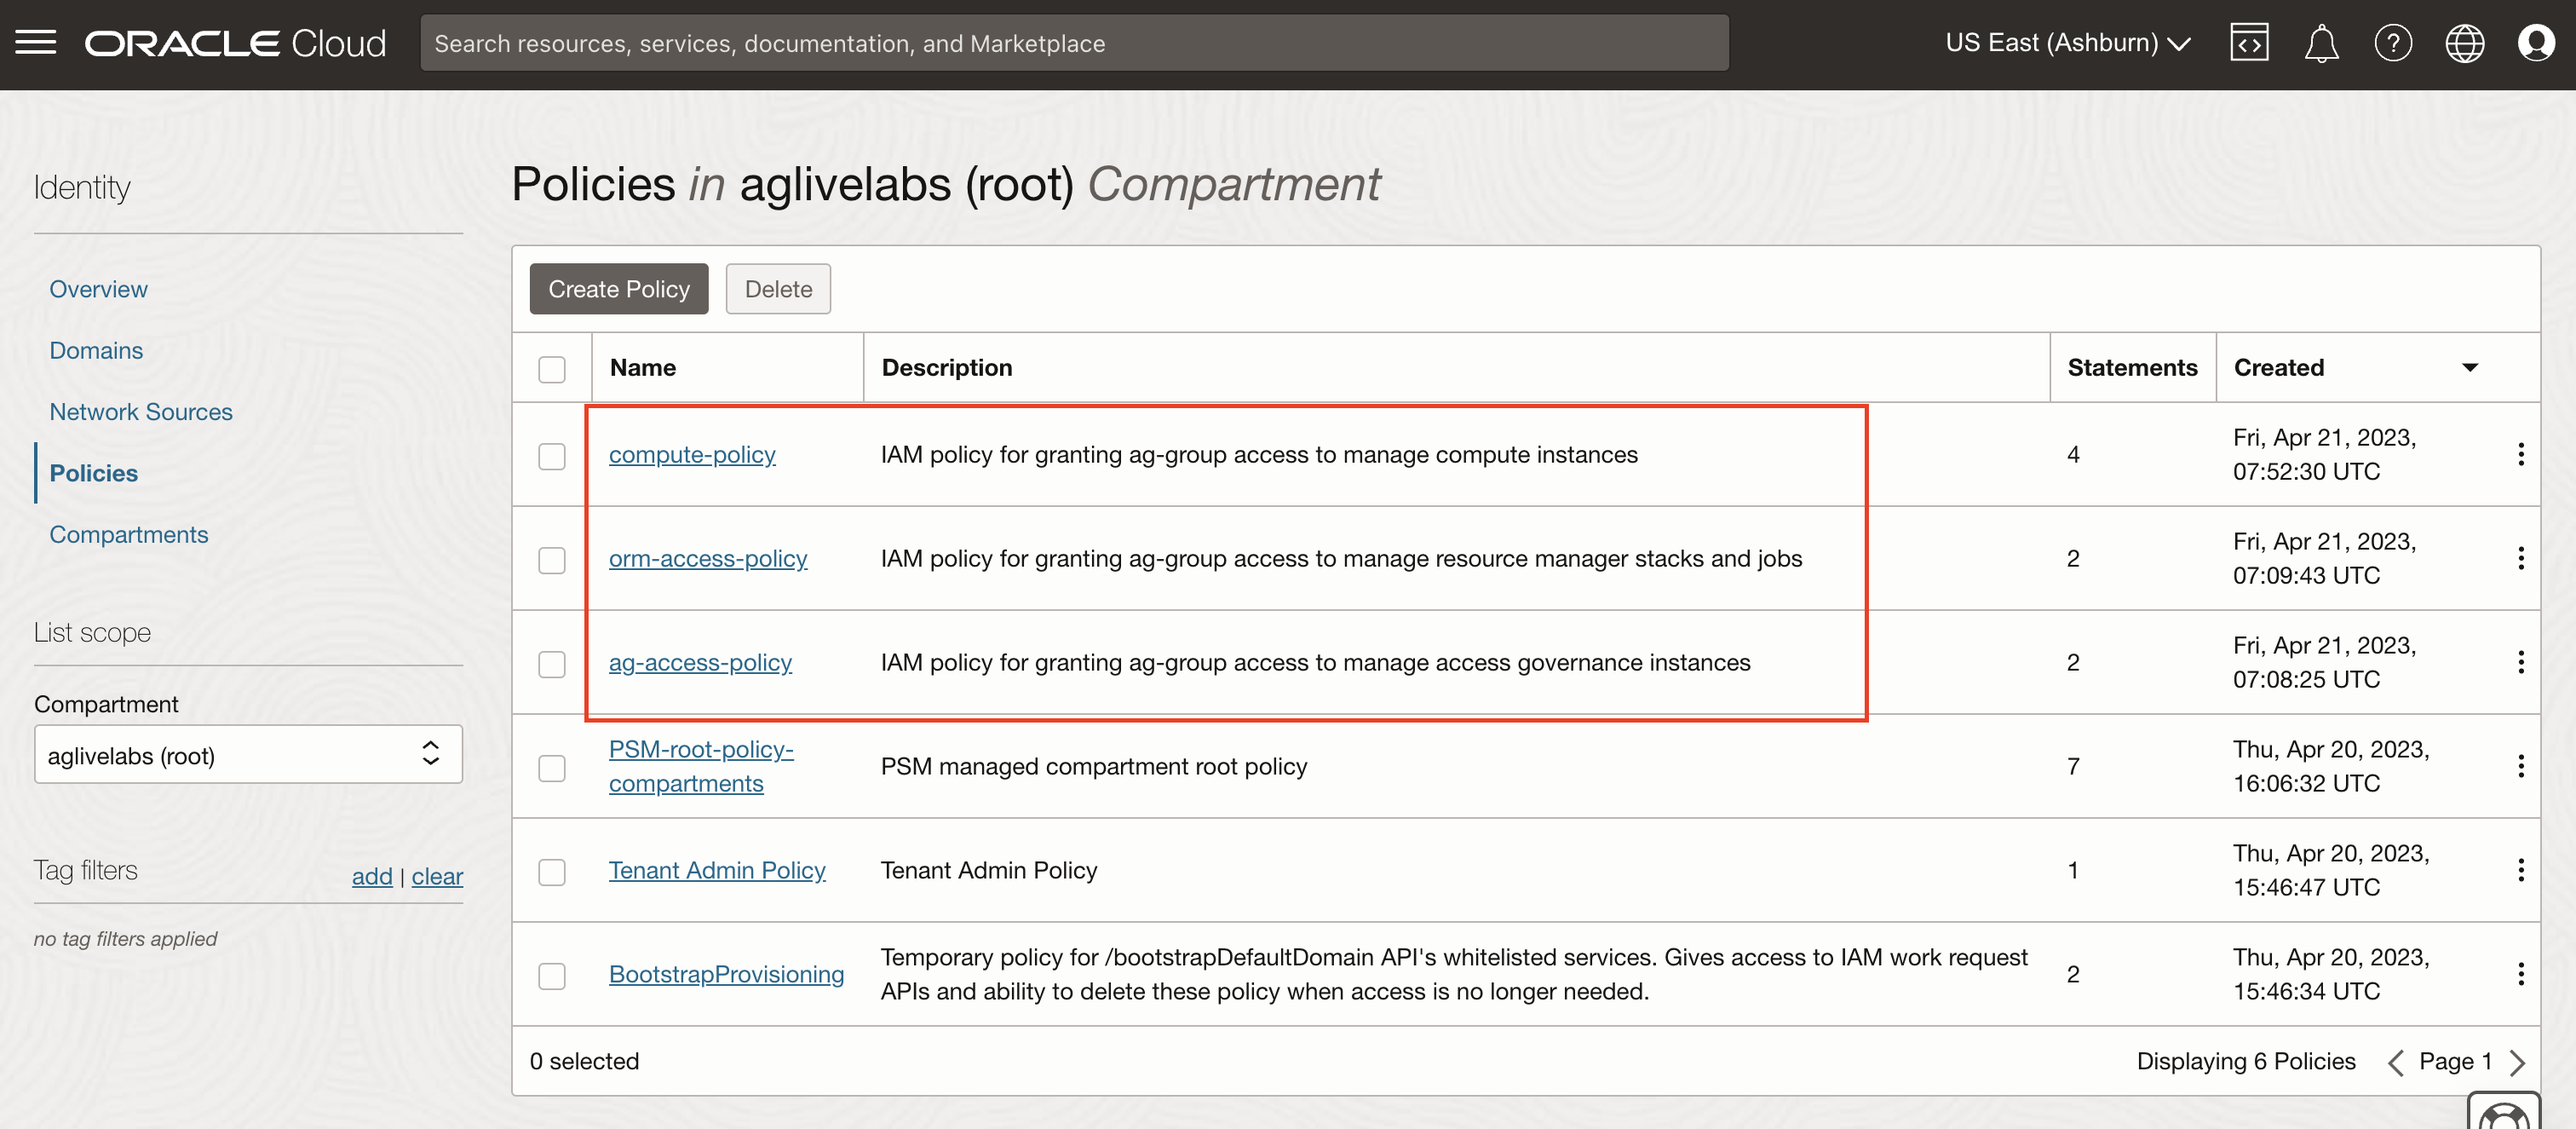 ORACLE Cloud
Search resources, services, documentation, and Marketplace
US East (Ashburn)
Identity
Overview
Domains
Network Sources
Policies
Compartments
List scope
Compartment
aglivelabs (root)
Tag filters
add | clear
no tag filters applied
Policies in aglivelabs (root) Compartment
Create Policy
Delete
Name Description Statements Created
compute-policy IAM policy for granting ag-group access to manage compute instances 4 Fri, Apr 21, 2023,
07:52:30 UTC
orm-access-policy IAM policy for granting ag-group access to manage resource manager stacks and jobs 2 Fri, Apr 21, 2023,
07:09:43 UTC
ag-access-policy IAM policy for granting ag-group access to manage access governance instances 2 Fri, Apr 21, 2023,
07:08:25 UTC
PSM-root-policy-
compartments PSM managed compartment root policy 7 Thu, Apr 20, 2023,
16:06:32 UTC
Tenant Admin Policy Tenant Admin Policy 1 Thu, Apr 20, 2023,
15:46:47 UTC
BootstrapProvisioning Temporary policy for /bootstrapDefaultDomain API's whitelisted services. Gives access to IAM work request
APIs and ability to delete these policy when access is no longer needed. 2 Thu, Apr 20, 2023,
15:46:34 UTC
0 selected
Displaying 6 Policies
Page 1